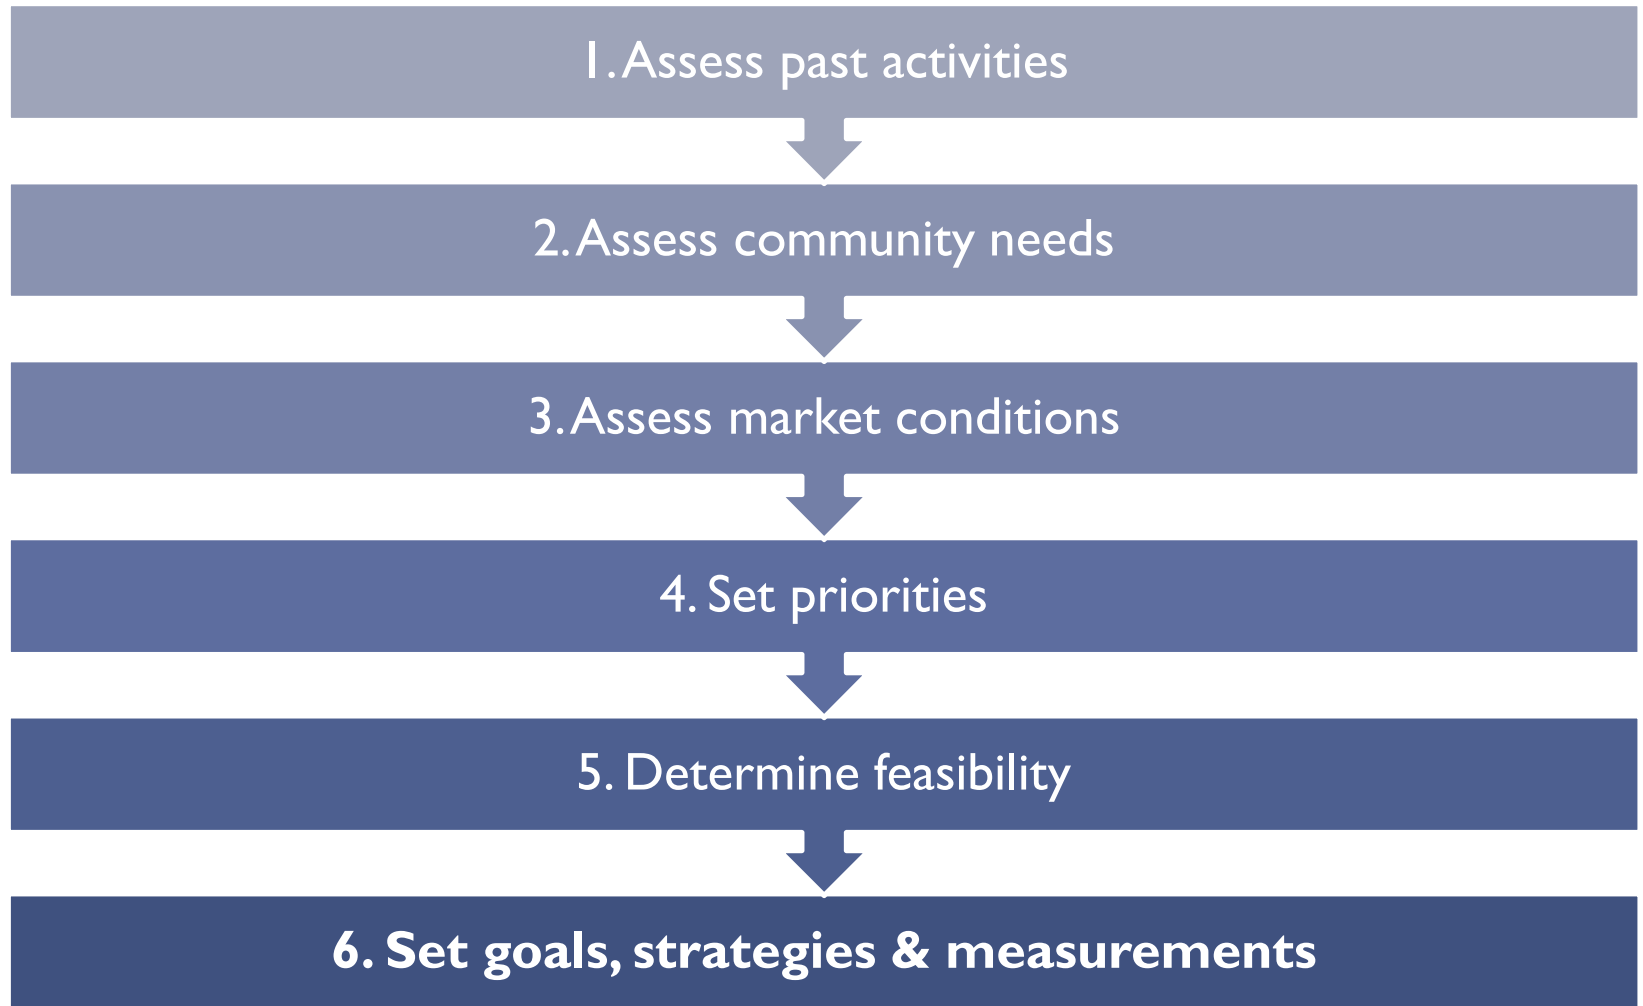 1. Assess past activities
2. Assess community needs
3. Assess market conditions
4. Set priorities
5. Determine feasibility
6. Set goals, strategies & measurements